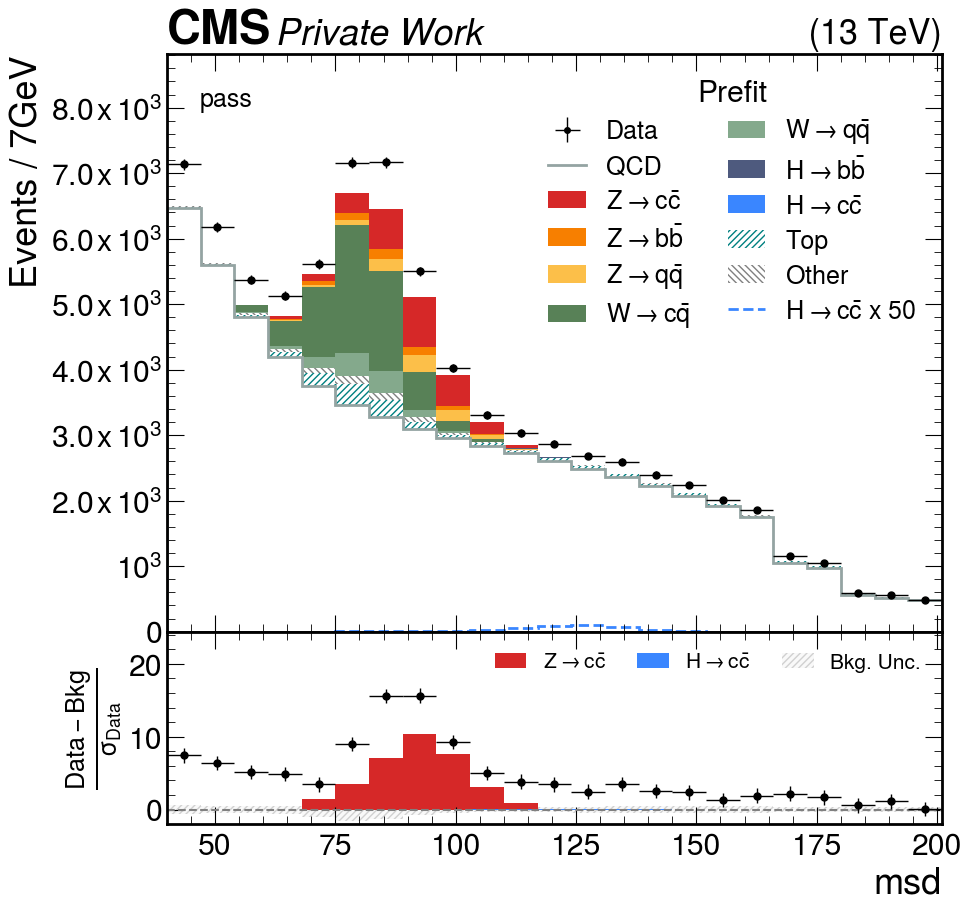 CMS Private Work (13 TeV)
Events / 7GeV
8.0 x 10³
7.0 x 10³
6.0 x 10³
5.0 x 10³
4.0 x 10³
3.0 x 10³
2.0 x 10³
10³
0
pass
Prefit
Data
QCD
Z → cc̄
Z → bb̄
Z → qq̄
W → cq̄
W → qq̄
H → bb̄
H → cc̄
Top
Other
H → cc̄ x 50
Data − Bkg
σData
20
10
0
Z → cc̄ H → cc̄ Bkg. Unc.
50 75 100 125 150 175 200
msd